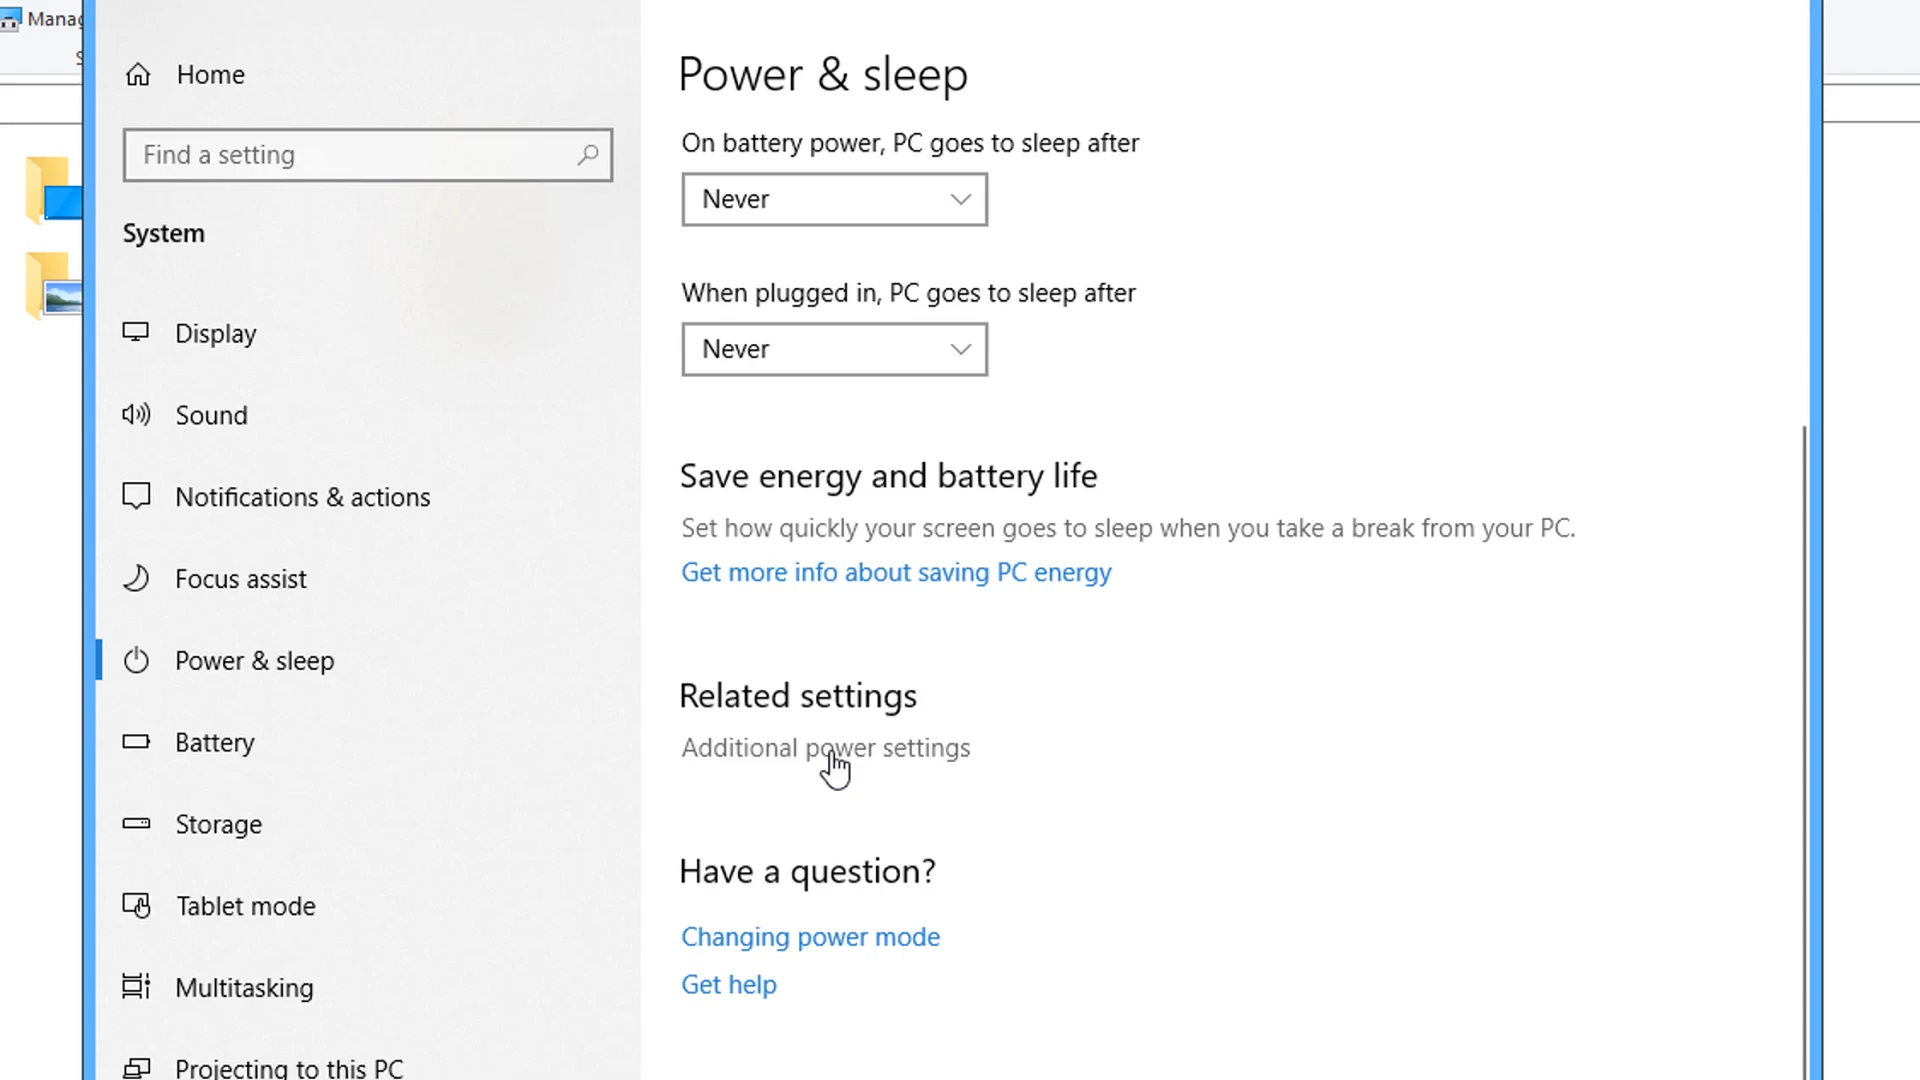 Home
Find a setting
System
Display
Sound
Notifications & actions
Focus assist
Power & sleep
Battery
Storage
Tablet mode
Multitasking
Projecting to this PC
Power & sleep
On battery power, PC goes to sleep after
Never
When plugged in, PC goes to sleep after
Never
Save energy and battery life
Set how quickly your screen goes to sleep when you take a break from your PC.
Get more info about saving PC energy
Related settings
Additional power settings
Have a question?
Changing power mode
Get help